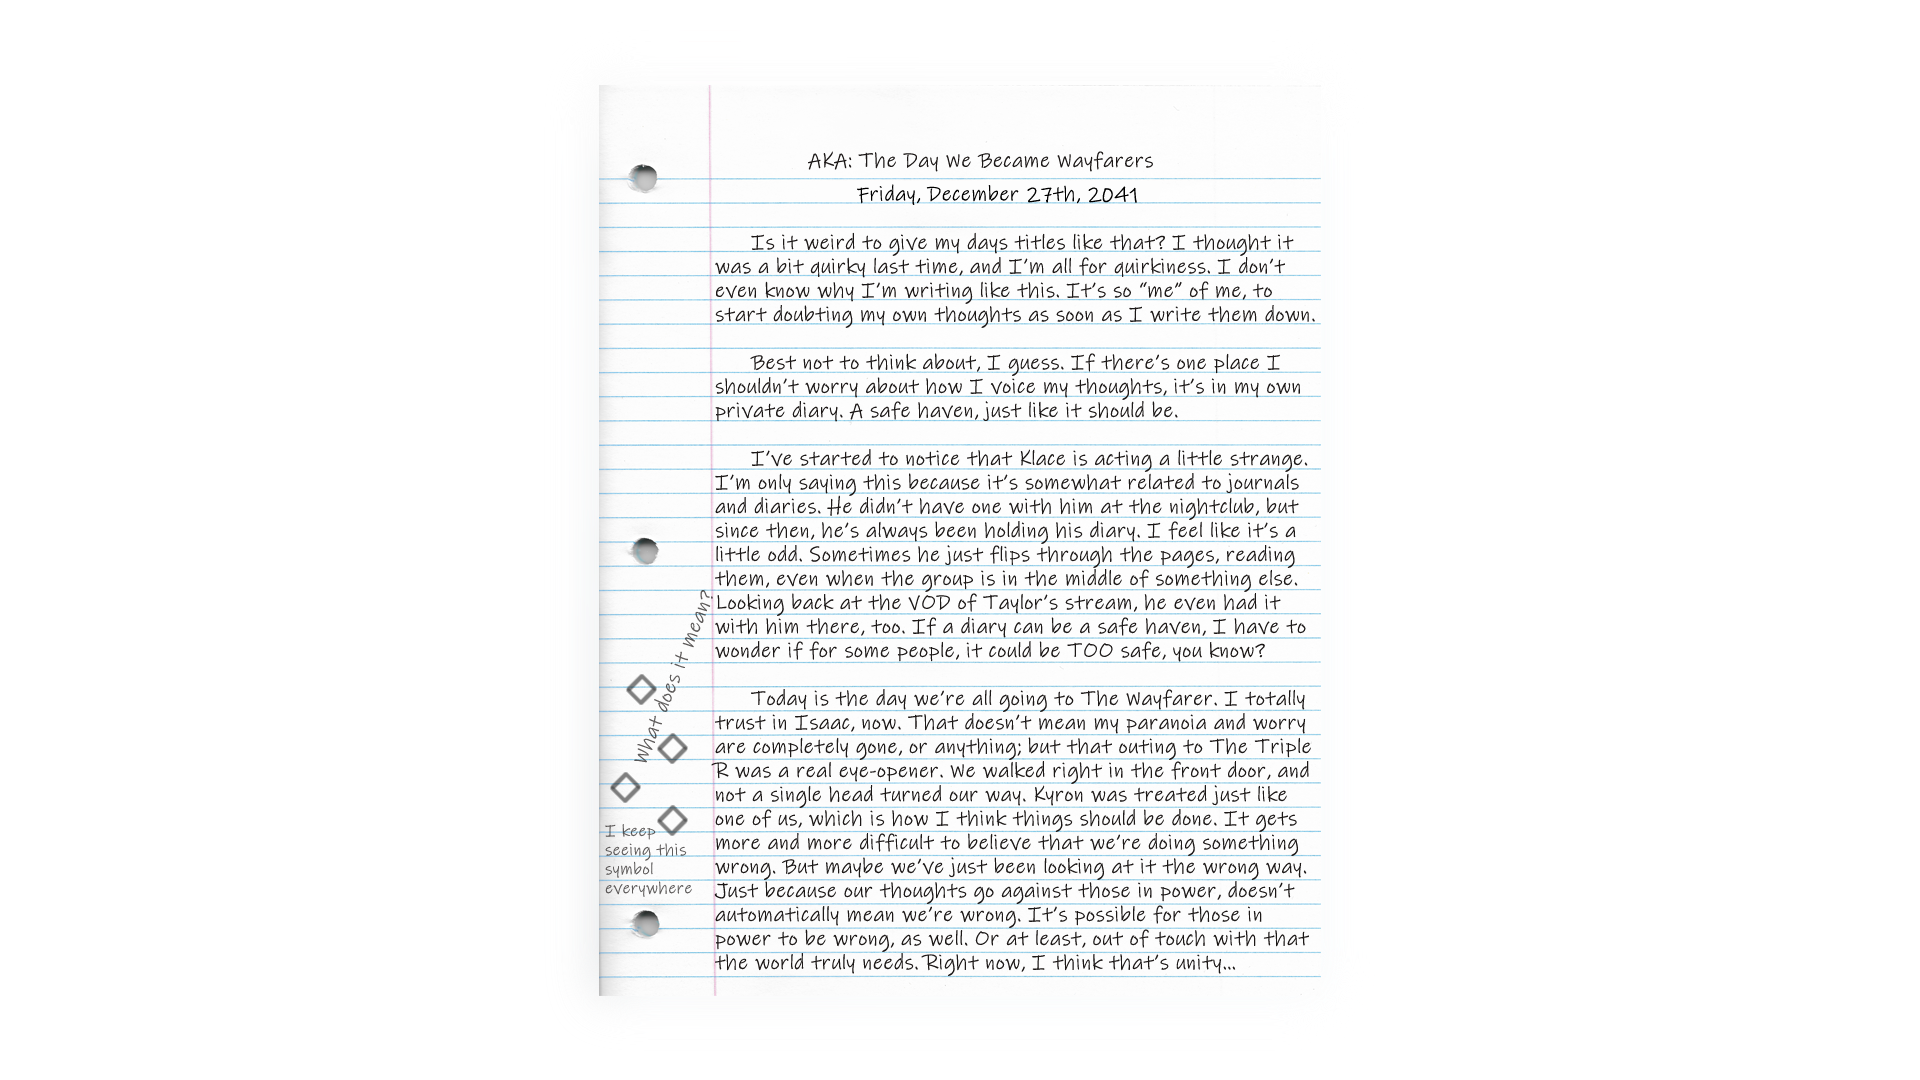 AKA: The Day We Became Wayfarers
Friday, December 27th, 2041
Is it weird to give my days titles like that? I thought it
was a bit quirky last time, and I'm all for quirkiness. I don't
even know why I'm writing like this. It's so “me” of me, to
start doubting my own thoughts as soon as I write them down.
Best not to think about, I guess. If there's one place I
shouldn't worry about how I voice my thoughts, it's in my own
private diary. A safe haven, just like it should be.
I've started to notice that Klace is acting a little strange.
I'm only saying this because it's somewhat related to journals
and diaries. He didn't have one with him at the nightclub, but
since then, he's always been holding his diary. I feel like it's a
little odd. Sometimes he just flips through the pages, reading
them, even when the group is in the middle of something else.
Looking back at the VOD of Taylor's stream, he even had it
with him there, too. If a diary can be a safe haven, I have to
wonder if for some people, it could be TOO safe, you know?
Today is the day we're all going to The Wayfarer. I totally
trust in Isaac, now. That doesn't mean my paranoia and worry
are completely gone, or anything; but that outing to The Triple
R was a real eye-opener. We walked right in the front door, and
not a single head turned our way. Kyron was treated just like
one of us, which is how I think things should be done. It gets
more and more difficult to believe that we're doing something
wrong. But maybe we've just been looking at it the wrong way.
Just because our thoughts go against those in power, doesn't
automatically mean we're wrong. It's possible for those in
power to be wrong, as well. Or at least, out of touch with that
the world truly needs. Right now, I think that's unity...
What does it mean?
I keep
seeing this
symbol
everywhere